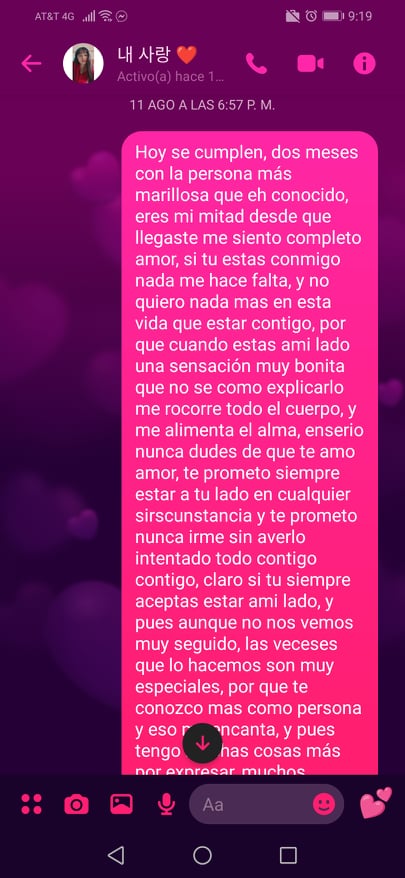 AT&T 4G
9:19
내 사랑 ❤️
Activo(a) hace 1...
11 AGO A LAS 6:57 P. M.
Hoy se cumplen, dos meses
con la persona más
marillosa que eh conocido,
eres mi mitad desde que
llegaste me siento completo
amor, si tu estas conmigo
nada me hace falta, y no
quiero nada mas en esta
vida que estar contigo, por
que cuando estas ami lado
una sensación muy bonita
que no se como explicarlo
me rocorre todo el cuerpo, y
me alimenta el alma, enserio
nunca dudes de que te amo
amor, te prometo siempre
estar a tu lado en cualquier
sirscunstancia y te prometo
nunca irme sin averlo
intentado todo contigo
contigo, claro si tu siempre
aceptas estar ami lado, y
pues aunque no nos vemos
muy seguido, las veceses
que lo hacemos son muy
especiales, por que te
conozco mas como persona
y eso encanta, y pues
tengo cosas más
por expresar, muchos
Aa